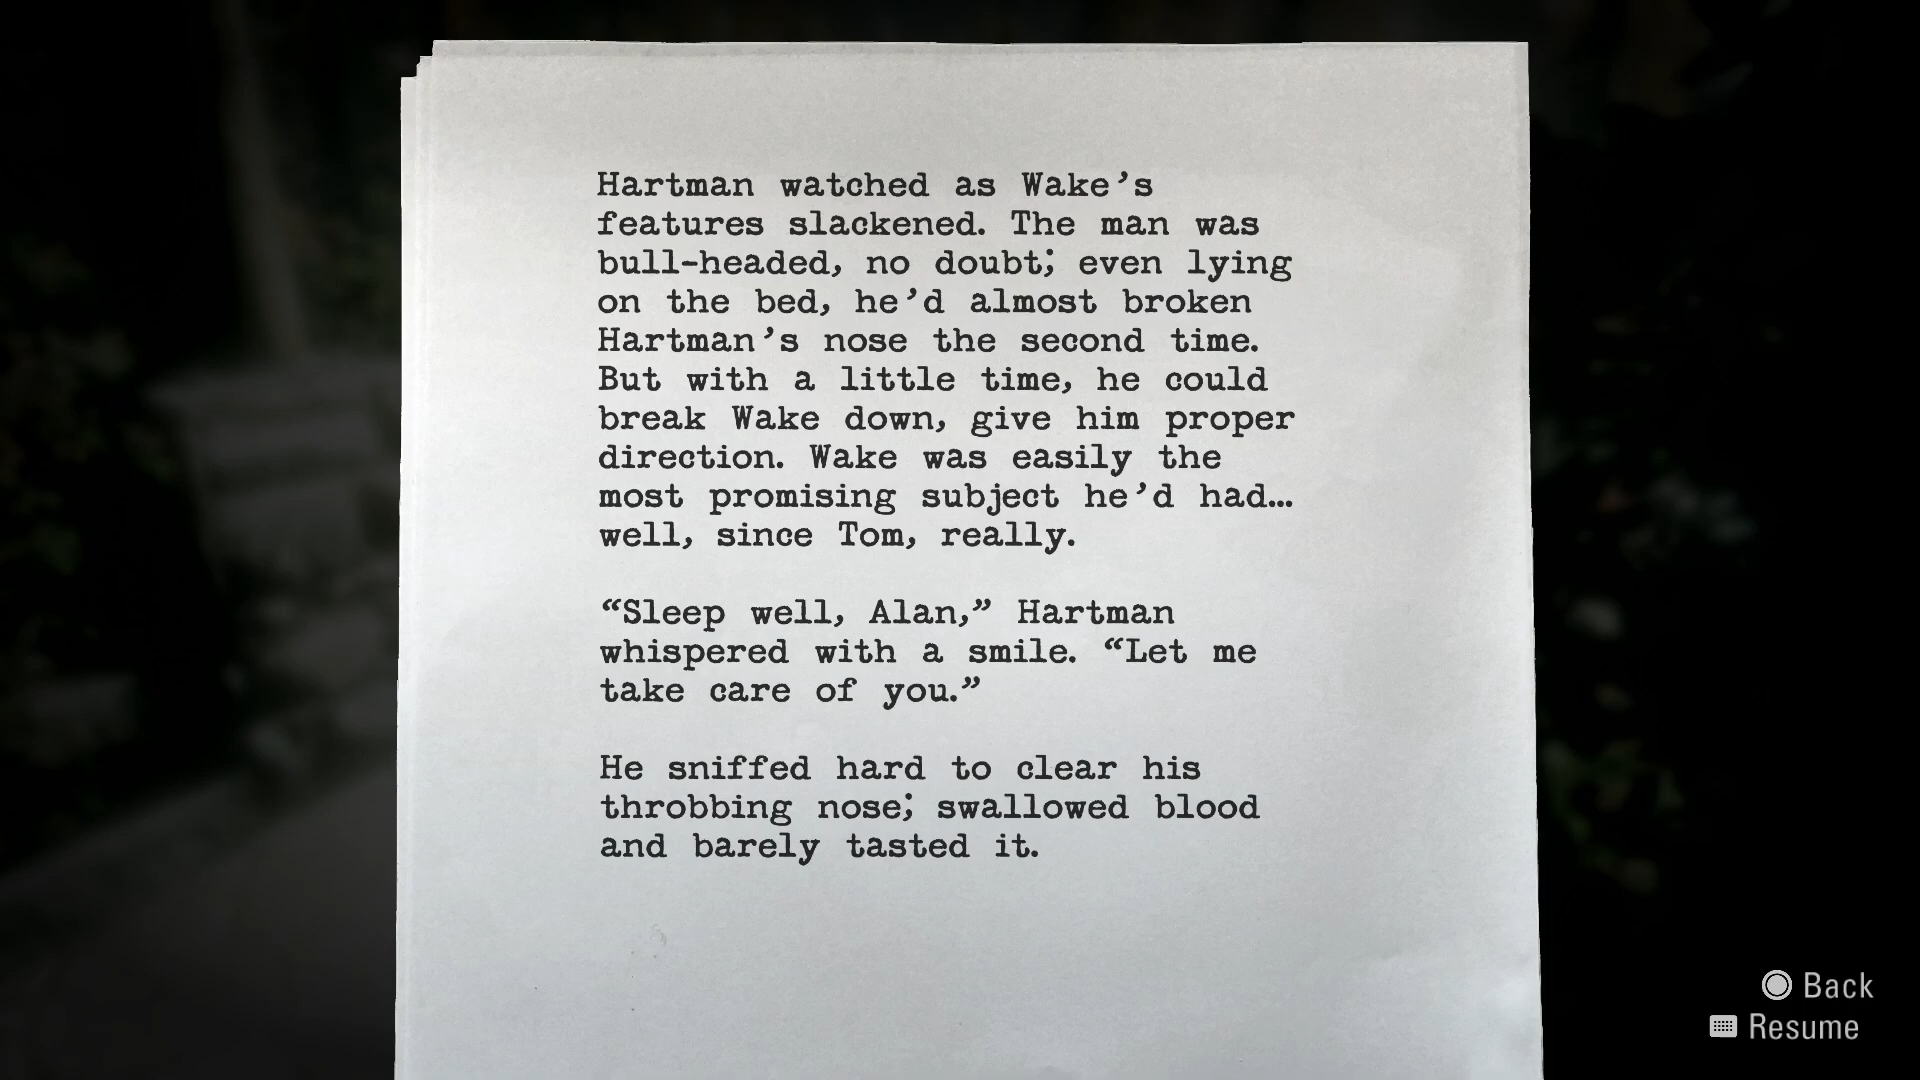 Hartman watched as Wake’s
features slackened. The man was
bull-headed, no doubt; even lying
on the bed, he’d almost broken
Hartman’s nose the second time.
But with a little time, he could
break Wake down, give him proper
direction. Wake was easily the
most promising subject he’d had…
well, since Tom, really.
“Sleep well, Alan,” Hartman
whispered with a smile. “Let me
take care of you.”
He sniffed hard to clear his
throbbing nose; swallowed blood
and barely tasted it.
Back
Resume